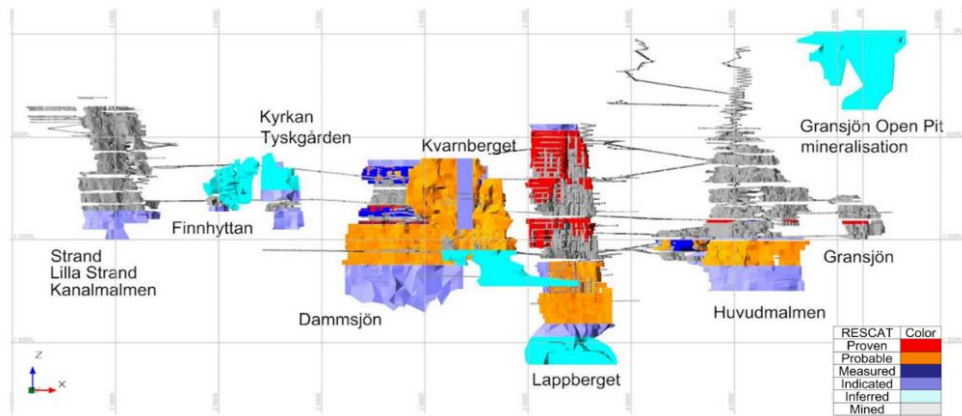 Kyrkan
Tyskgården
Kvarnberget
Gransjön Open Pit
mineralisation
Finnhyttan
Strand
Lilla Strand
Kanalmalmen
Gransjön
Dammsjön
Huvudmalmen
Lappberget
RESCAT Color
Proven
Probable
Measured
Indicated
Inferred
Mined
Z
X